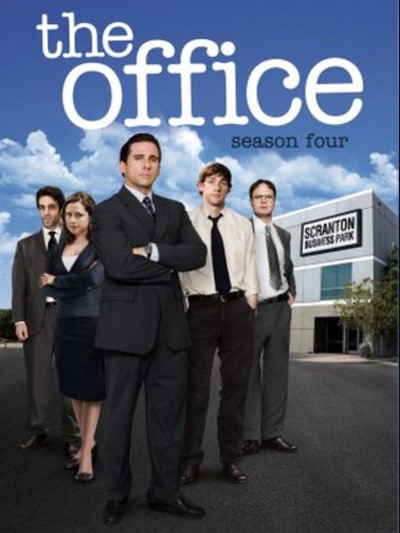 the
office
season four
SCRANTON
BUSINESS PARK